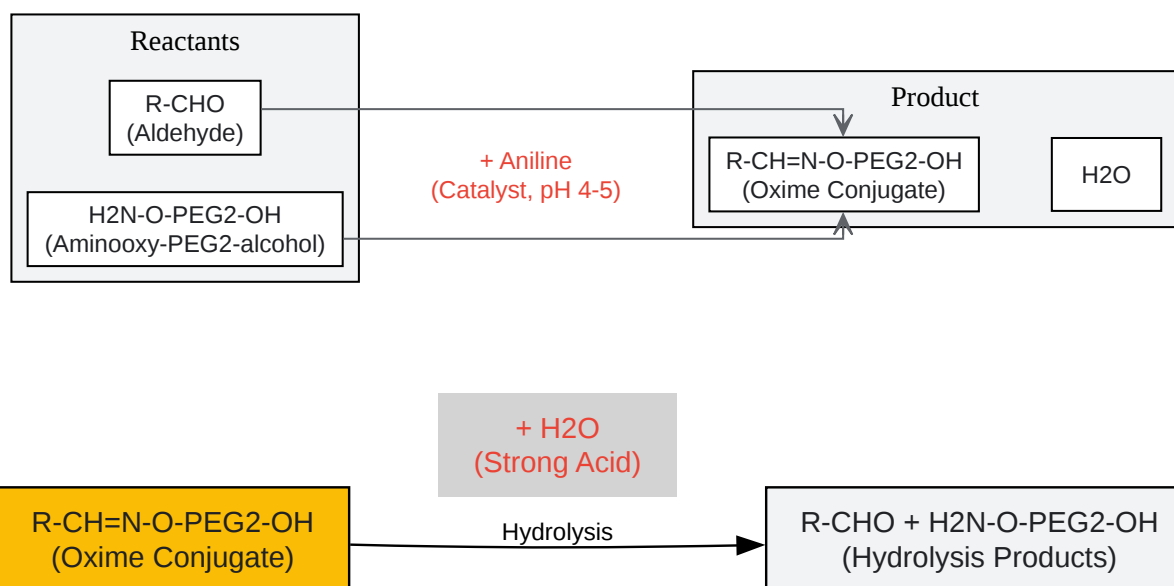 Reactants
R-CHO
(Aldehyde)
H2N-O-PEG2-OH
(Aminooxy-PEG2-alcohol)
+ Aniline
(Catalyst, pH 4-5)
Product
R-CH=N-O-PEG2-OH
(Oxime Conjugate)
H2O
+ H2O
(Strong Acid)
R-CH=N-O-PEG2-OH
(Oxime Conjugate)
Hydrolysis
R-CHO + H2N-O-PEG2-OH
(Hydrolysis Products)